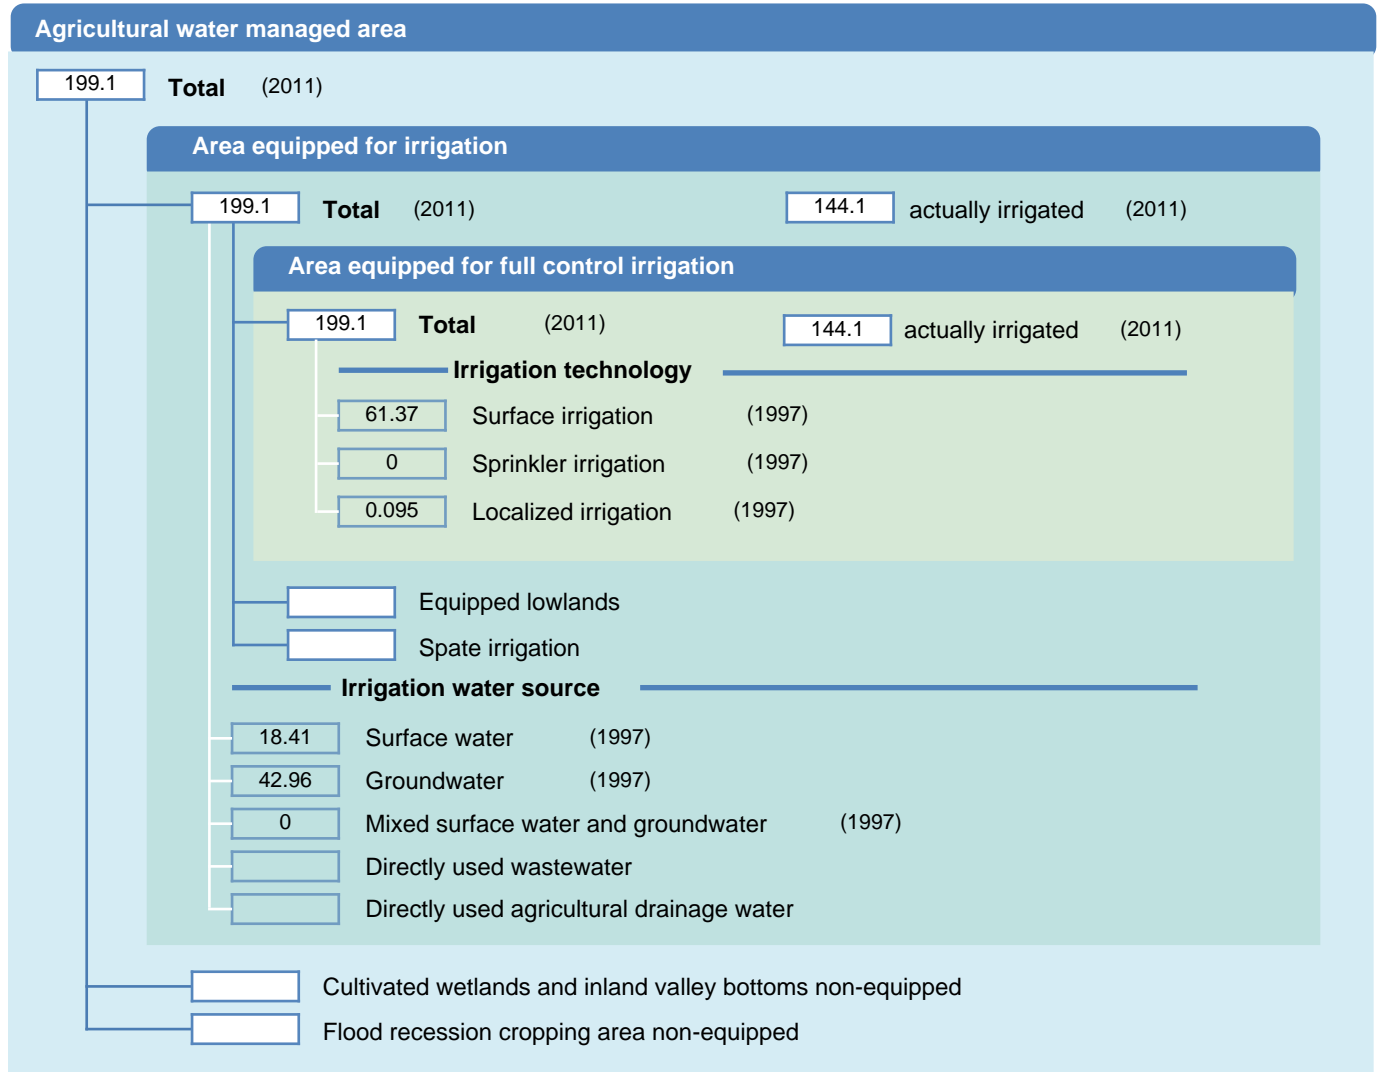 Agricultural water managed area
199.1 Total (2011)
Area equipped for irrigation
199.1 Total (2011) 144.1 actually irrigated (2011)
Area equipped for full control irrigation
199.1 Total (2011) 144.1 actually irrigated (2011)
Irrigation technology
61.37 Surface irrigation (1997)
0 Sprinkler irrigation (1997)
0.095 Localized irrigation (1997)
Equipped lowlands
Spate irrigation
Irrigation water source
18.41 Surface water (1997)
42.96 Groundwater (1997)
0 Mixed surface water and groundwater (1997)
Directly used wastewater
Directly used agricultural drainage water
Cultivated wetlands and inland valley bottoms non-equipped
Flood recession cropping area non-equipped